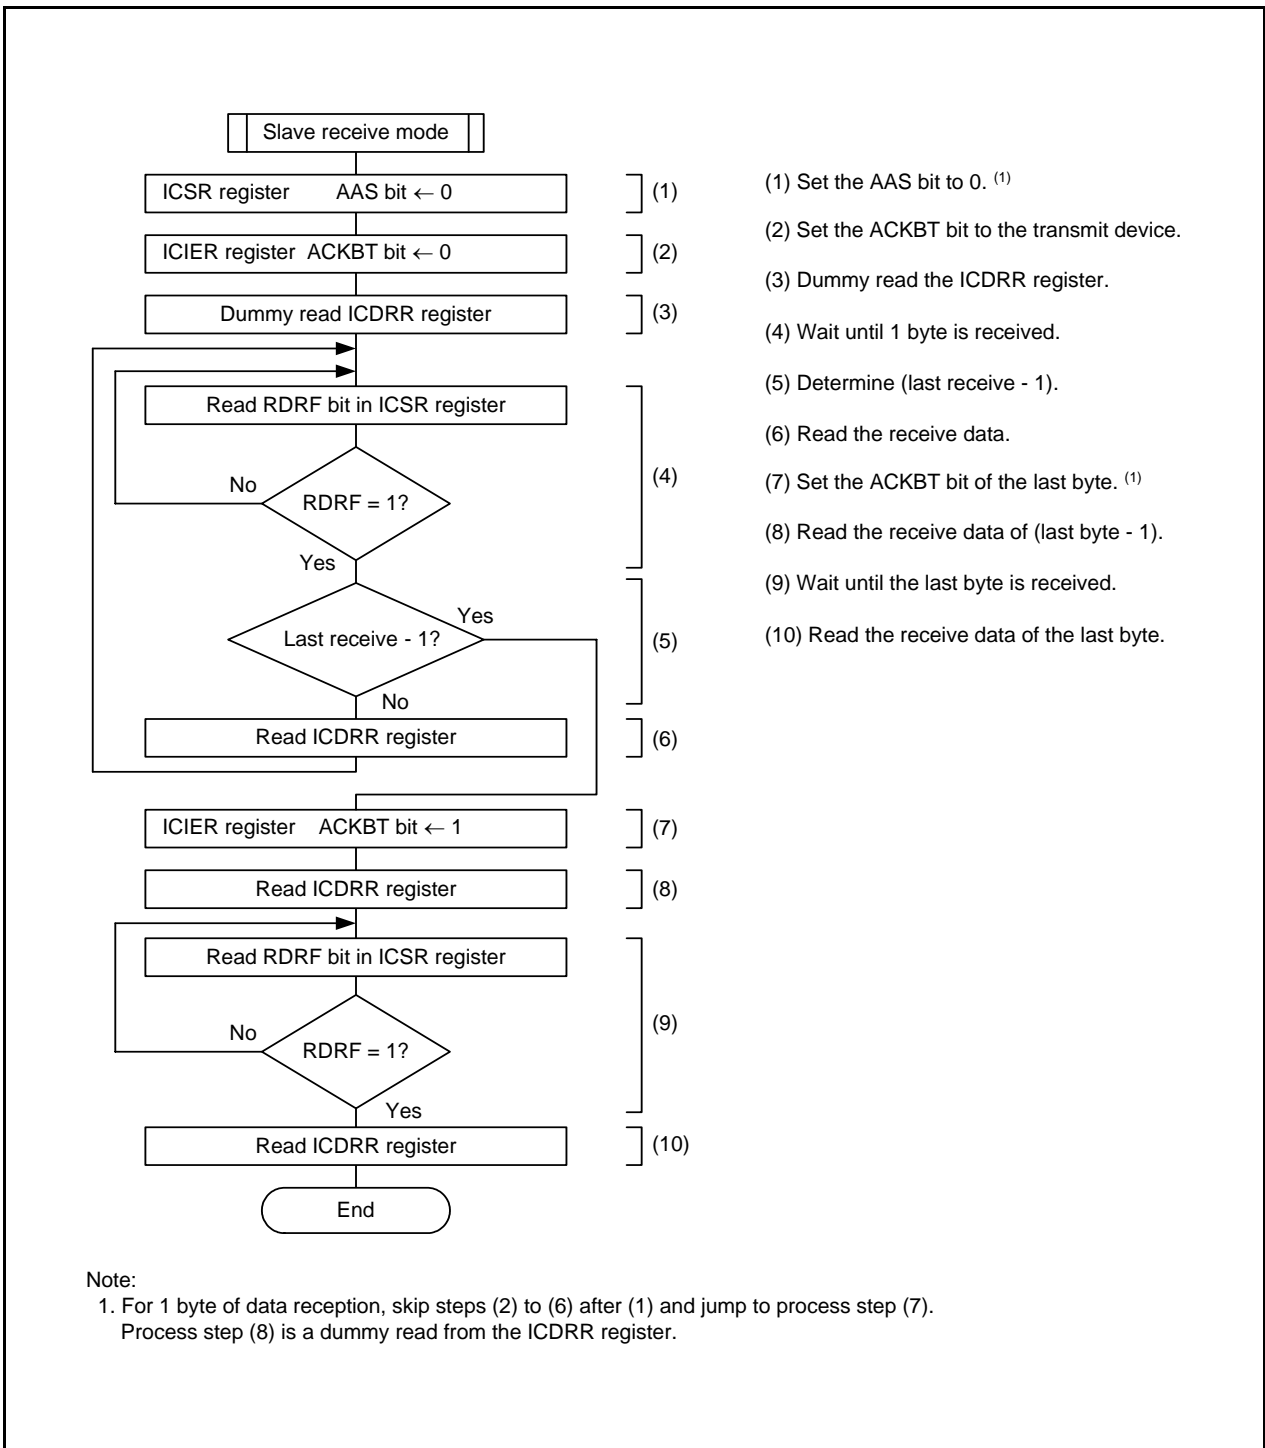 Slave receive mode
ICSR register AAS bit ← 0
(1)
ICIER register ACKBT bit ← 0
(2)
Dummy read ICDRR register
(3)
Read RDRF bit in ICSR register
RDRF = 1?
No
Yes
(4)
Last receive - 1?
Yes
No
(5)
Read ICDRR register
(6)
ICIER register ACKBT bit ← 1
(7)
Read ICDRR register
(8)
Read RDRF bit in ICSR register
RDRF = 1?
No
Yes
(9)
Read ICDRR register
(10)
End
(1) Set the AAS bit to 0. (1)
(2) Set the ACKBT bit to the transmit device.
(3) Dummy read the ICDRR register.
(4) Wait until 1 byte is received.
(5) Determine (last receive - 1).
(6) Read the receive data.
(7) Set the ACKBT bit of the last byte. (1)
(8) Read the receive data of (last byte - 1).
(9) Wait until the last byte is received.
(10) Read the receive data of the last byte.
Note:
1. For 1 byte of data reception, skip steps (2) to (6) after (1) and jump to process step (7).
Process step (8) is a dummy read from the ICDRR register.